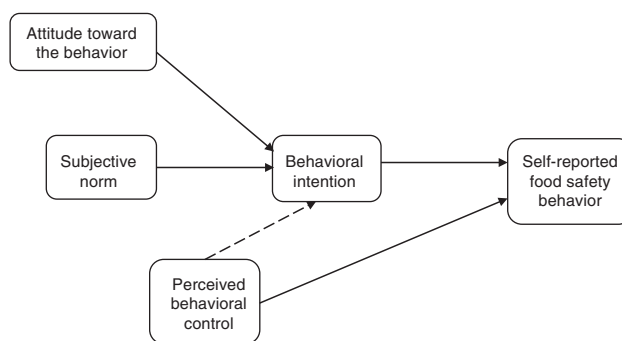 Attitude toward
the behavior
Subjective
norm
Behavioral
intention
Self-reported
food safety
behavior
Perceived
behavioral
control